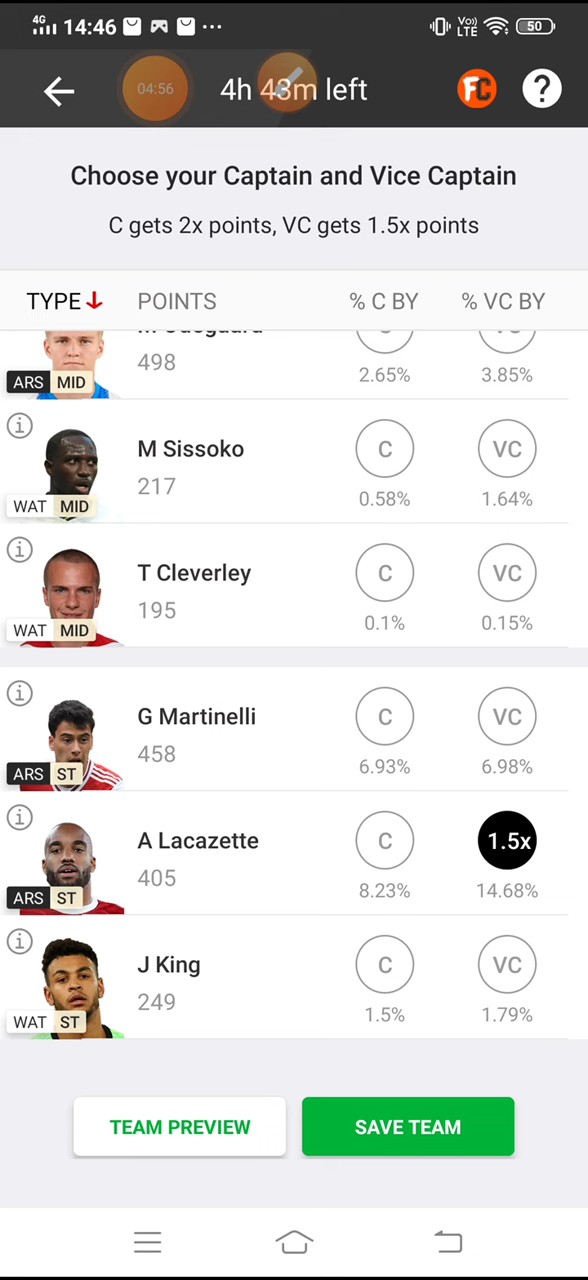 4G 14:46 Vo) LTE 50
04:56 4h 43m left FC ?
Choose your Captain and Vice Captain
C gets 2x points, VC gets 1.5x points
TYPE POINTS % C BY % VC BY
498
2.65% 3.85%
ARS MID
M Sissoko C VC
217
0.58% 1.64%
WAT MID
T Cleverley C VC
195
0.1% 0.15%
WAT MID
G Martinelli C VC
458
6.93% 6.98%
ARS ST
A Lacazette C 1.5x
405
8.23% 14.68%
ARS ST
J King C VC
249
1.5% 1.79%
WAT ST
TEAM PREVIEW SAVE TEAM